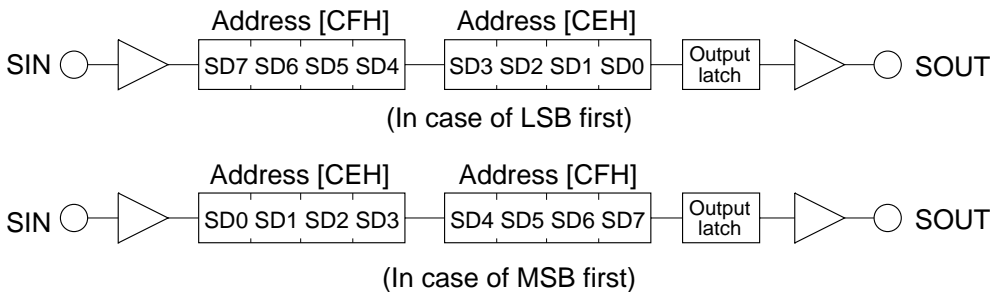 Address [CFH] Address [CEH]
SIN SD7 SD6 SD5 SD4 SD3 SD2 SD1 SD0 Output latch SOUT
(In case of LSB first)
Address [CEH] Address [CFH]
SIN SD0 SD1 SD2 SD3 SD4 SD5 SD6 SD7 Output latch SOUT
(In case of MSB first)